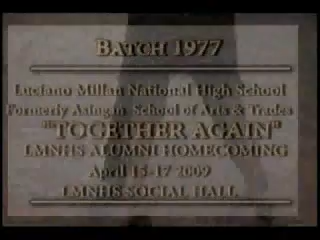 BATCH 1977
Luciano Millan National High School
Formerly Asingan School of Arts & Trades
"TOGETHER AGAIN"
LMNHS ALUMNI HOMECOMING
April 15-17 2009
LMNHS SOCIAL HALL